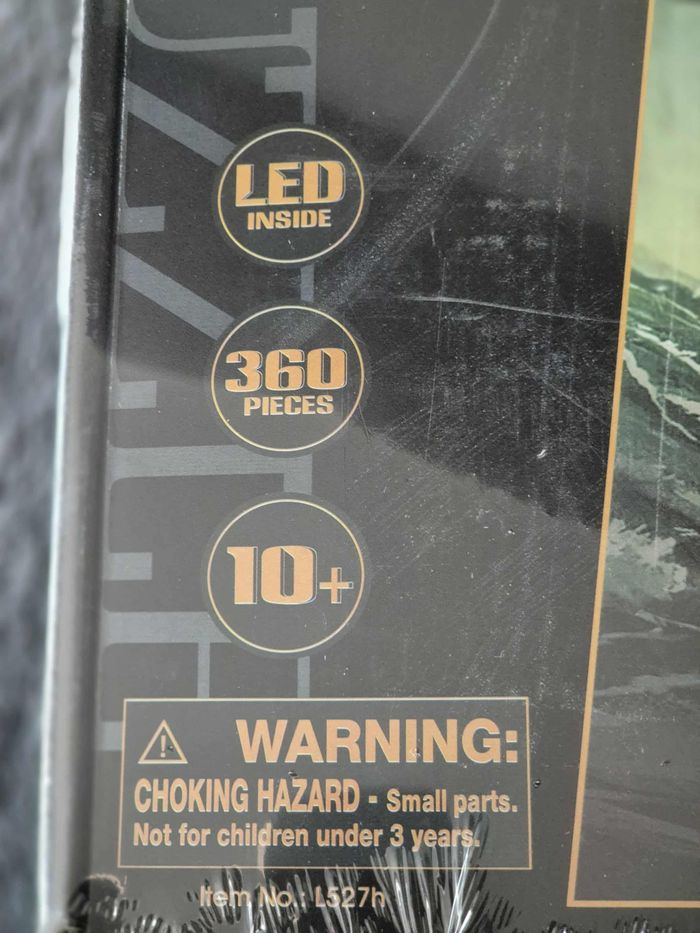 LED
INSIDE
360
PIECES
10+
WARNING:
CHOKING HAZARD - Small parts.
Not for children under 3 years.
Item No.: L527h